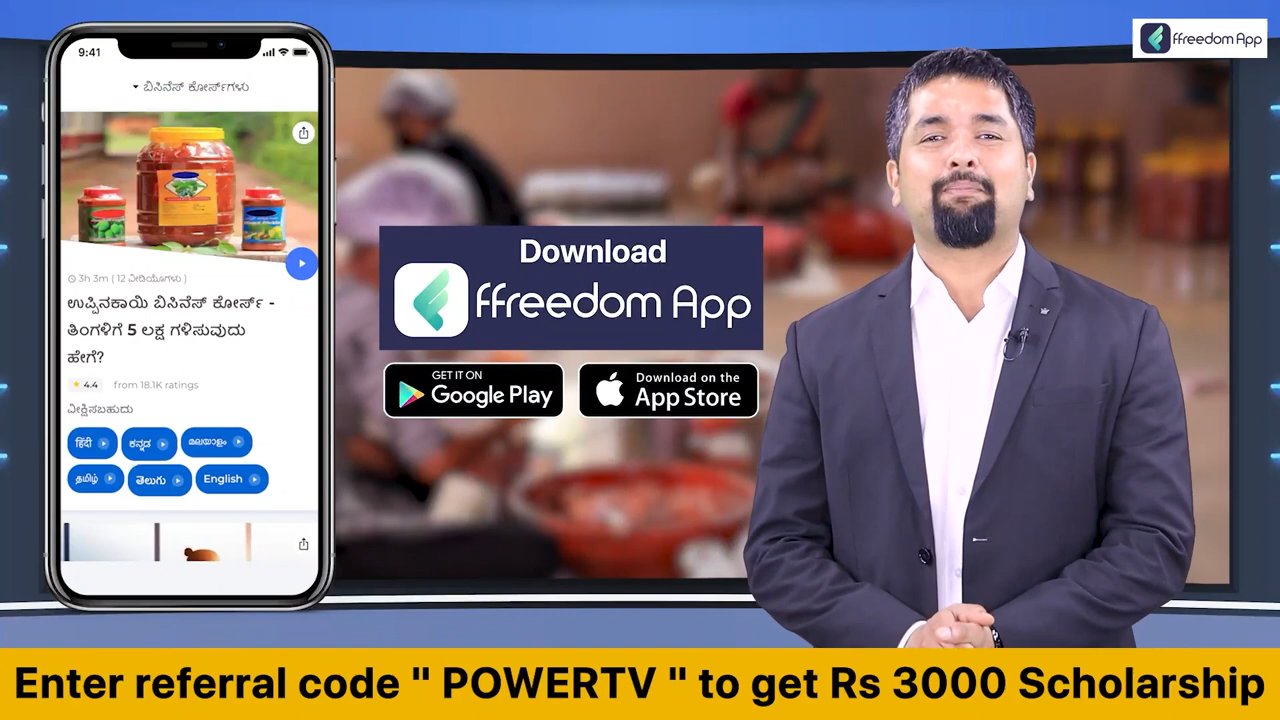 9:41
ಬಿಸಿನೆಸ್ ಕೋರ್ಸ್‌ಗಳು
3h 3m ( 12 ವೀಡಿಯೊಗಳು )
ಉಪ್ಪಿನಕಾಯಿ ಬಿಸಿನೆಸ್ ಕೋರ್ಸ್ -
ತಿಂಗಳಿಗೆ 5 ಲಕ್ಷ ಗಳಿಸುವುದು
ಹೇಗೆ?
4.4 from 18.1K ratings
ವೀಕ್ಷಿಸಬಹುದು
हिंदी ಕನ್ನಡ മലയാളം
தமிழ் తెలుగు English
Download
ffreedom App
GET IT ON
Google Play
Download on the
App Store
ffreedom App
Enter referral code " POWERTV " to get Rs 3000 Scholarship